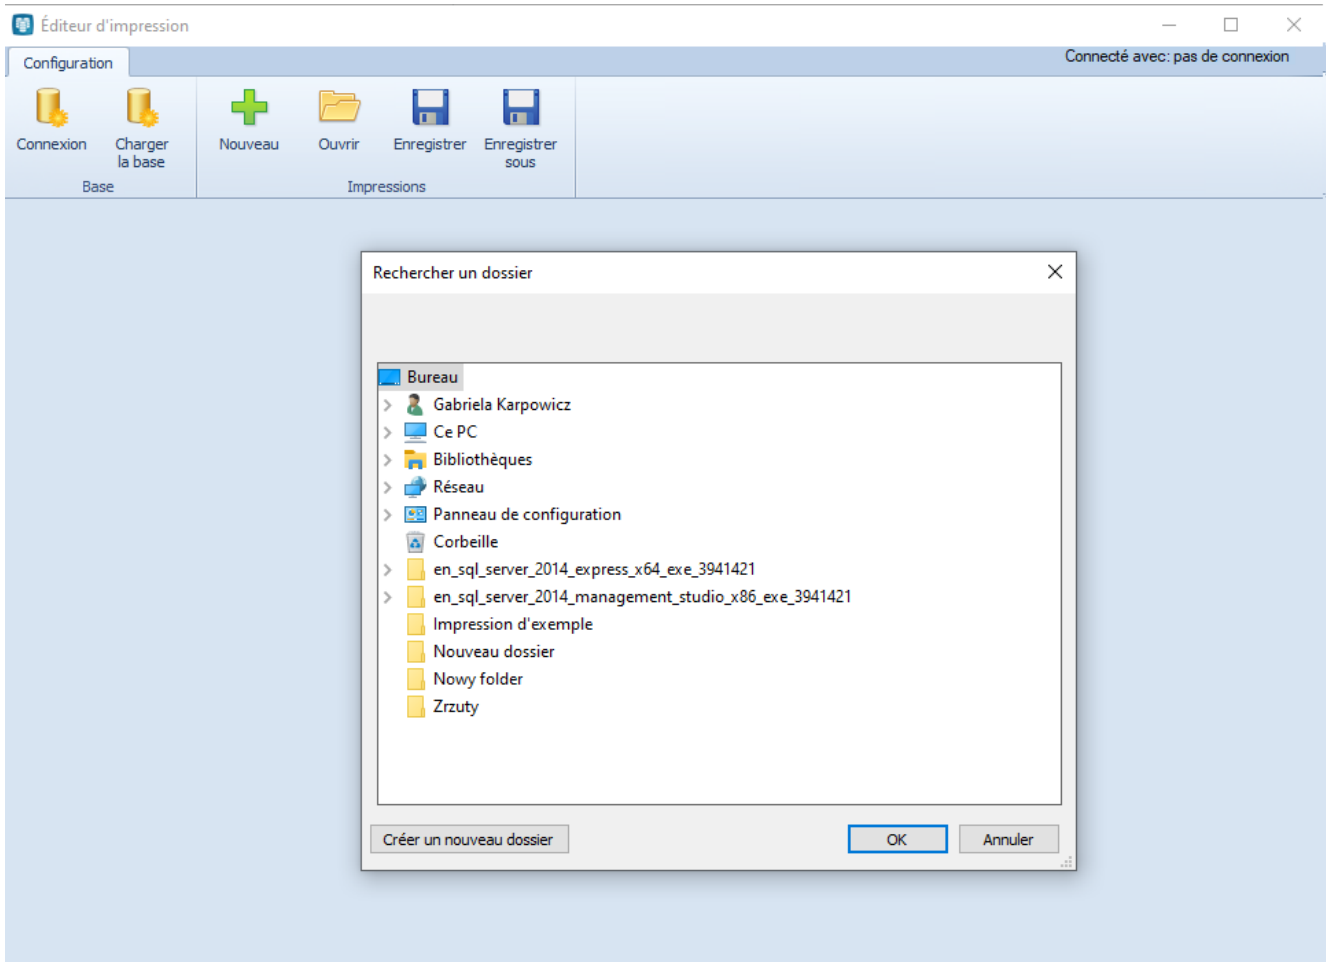 Éditeur d'impression
Configuration
Connecté avec: pas de connexion
Connexion
Charger la base
Nouveau
Ouvrir
Enregistrer
Enregistrer sous
Base
Impressions
Rechercher un dossier
Bureau
Gabriela Karpowicz
Ce PC
Bibliothèques
Réseau
Panneau de configuration
Corbeille
en_sql_server_2014_express_x64_exe_3941421
en_sql_server_2014_management_studio_x86_exe_3941421
Impression d'exemple
Nouveau dossier
Nowy folder
Zrzuty
Créer un nouveau dossier
OK
Annuler